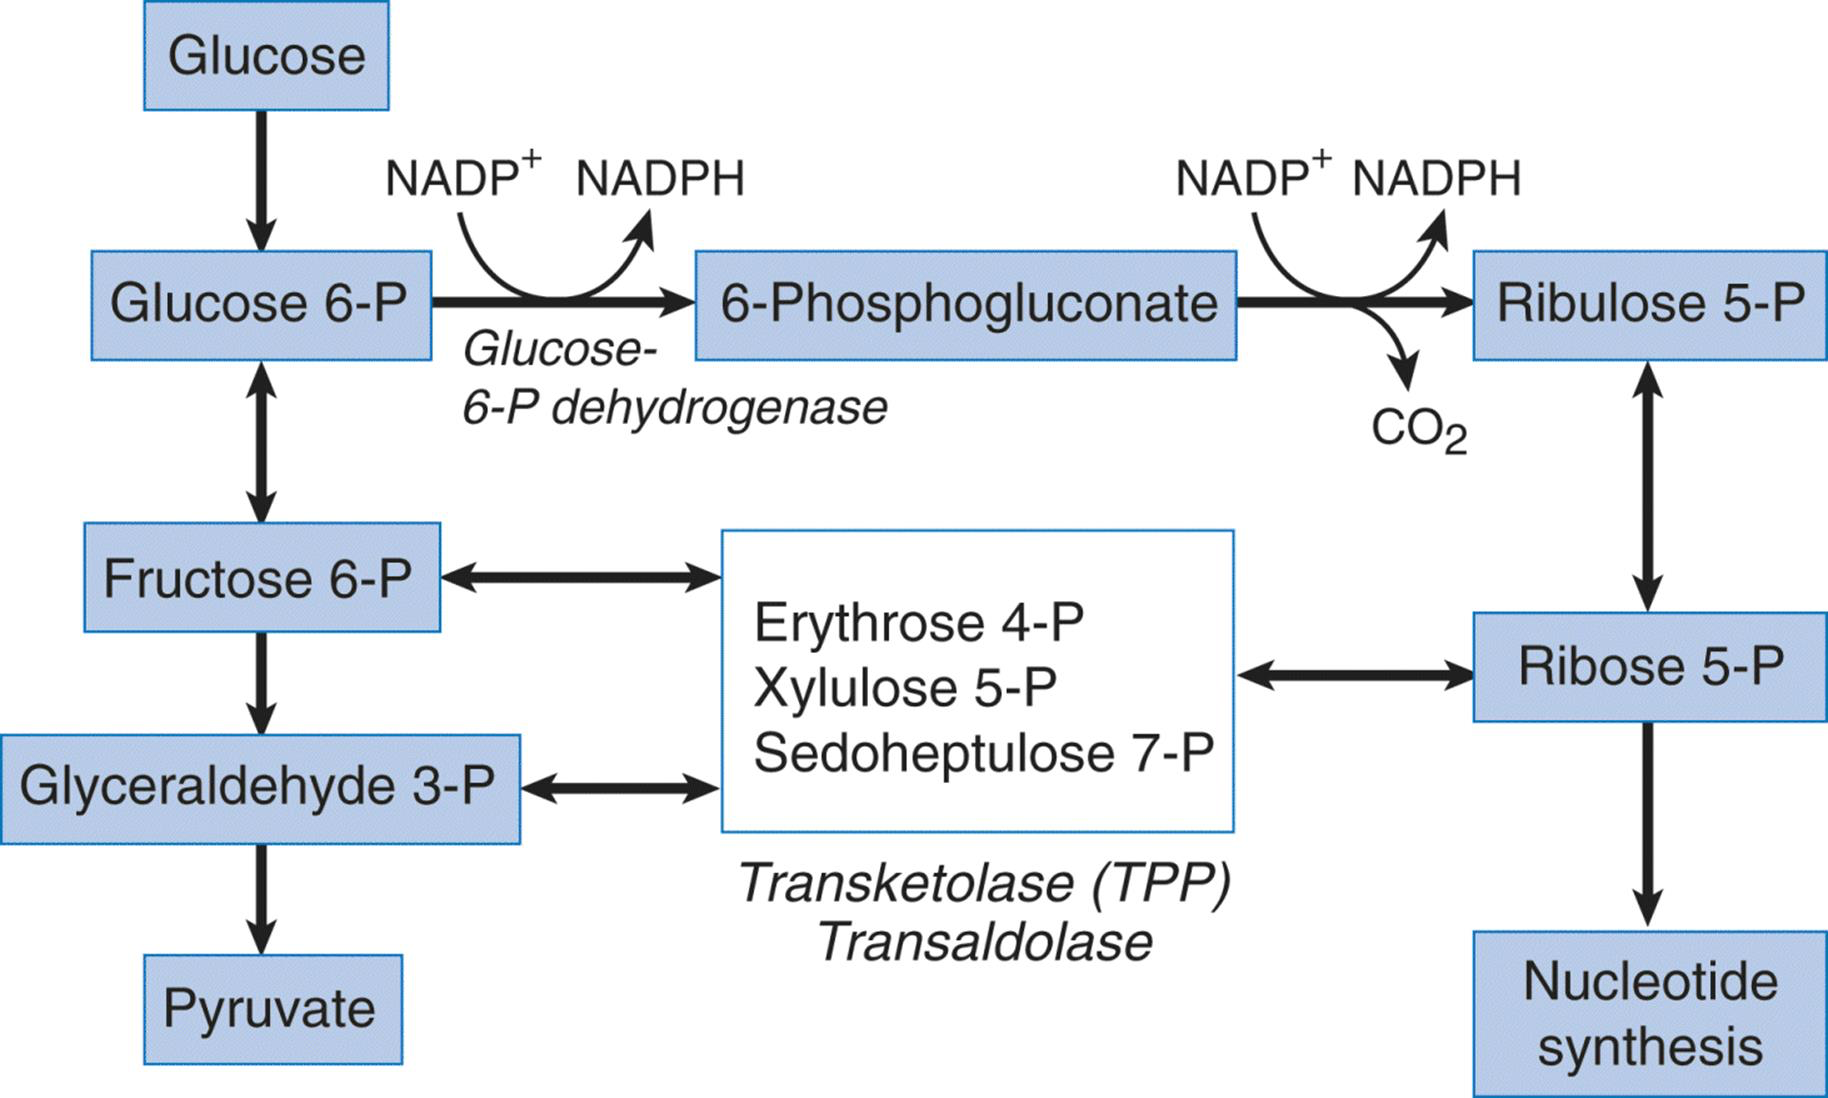 Glucose
NADP+ NADPH
NADP+ NADPH
Glucose 6-P
6-Phosphogluconate
Ribulose 5-P
Glucose-
6-P dehydrogenase
CO2
Fructose 6-P
Erythrose 4-P
Xylulose 5-P
Sedoheptulose 7-P
Ribose 5-P
Glyceraldehyde 3-P
Transketolase (TPP)
Transaldolase
Pyruvate
Nucleotide
synthesis